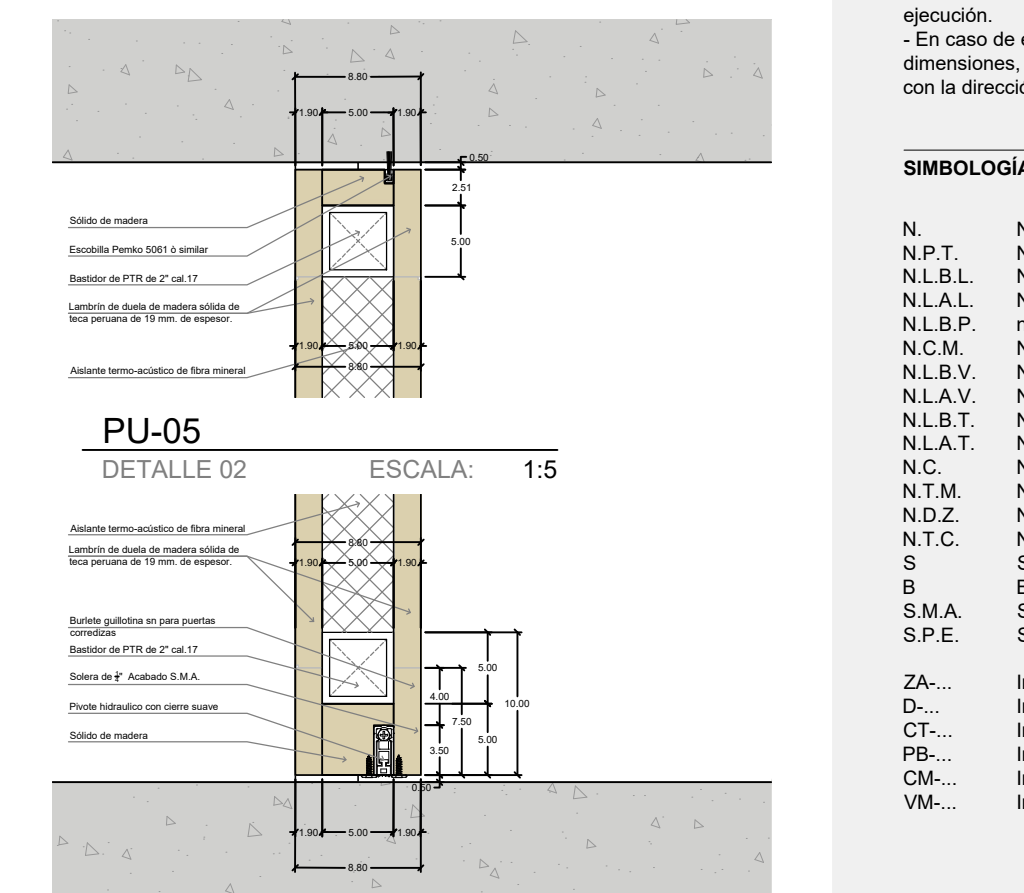 8.80
1.90 5.00 1.90
0.50
2.51
5.00
Sólido de madera
Escobilla Pemko 5061 ò similar
Bastidor de PTR de 2" cal.17
Lambrín de duela de madera sólida de
teca peruana de 19 mm. de espesor.
1.90 5.00 1.90
8.80
Aislante termo-acústico de fibra mineral
PU-05
DETALLE 02 ESCALA: 1:5
Aislante termo-acústico de fibra mineral
8.80
Lambrín de duela de madera sólida de
teca peruana de 19 mm. de espesor.
1.90 5.00 1.90
Burlete guillotina sn para puertas
corredizas
Bastidor de PTR de 2" cal.17
Solera de " Acabado S.M.A.
Pivote hidraulico con cierre suave
Sólido de madera
5.00
4.00
10.00
7.50
5.00
3.50
0.50
1.90 5.00 1.90
8.80
ejecución.
- En caso de
dimensiones,
con la
SIMBOLOGÍA
N.
N.P.T.
N.L.B.L.
N.L.A.L.
N.L.B.P.
N.C.M.
N.L.B.V.
N.L.A.V.
N.L.B.T.
N.L.A.T.
N.C.
N.T.M.
N.D.Z.
N.T.C.
S
B
S.M.A.
S.P.E.
ZA-...
D-...
CT-...
PB-...
CM-...
VM-...